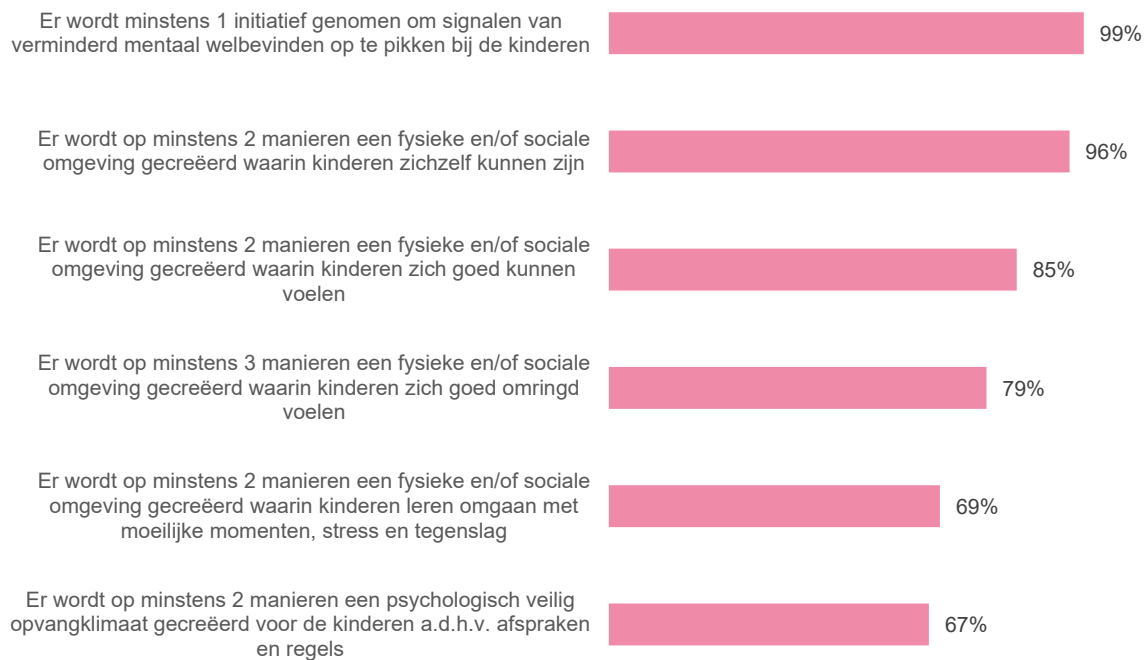 Er wordt minstens 1 initiatief genomen om signalen van
verminderd mentaal welbevinden op te pikken bij de kinderen
99%
Er wordt op minstens 2 manieren een fysieke en/of sociale
omgeving gecreëerd waarin kinderen zichzelf kunnen zijn
96%
Er wordt op minstens 2 manieren een fysieke en/of sociale
omgeving gecreëerd waarin kinderen zich goed kunnen
voelen
85%
Er wordt op minstens 3 manieren een fysieke en/of sociale
omgeving gecreëerd waarin kinderen zich goed omringd
voelen
79%
Er wordt op minstens 2 manieren een fysieke en/of sociale
omgeving gecreëerd waarin kinderen leren omgaan met
moeilijke momenten, stress en tegenslag
69%
Er wordt op minstens 2 manieren een psychologisch veilig
opvangklimaat gecreëerd voor de kinderen a.d.h.v. afspraken
en regels
67%